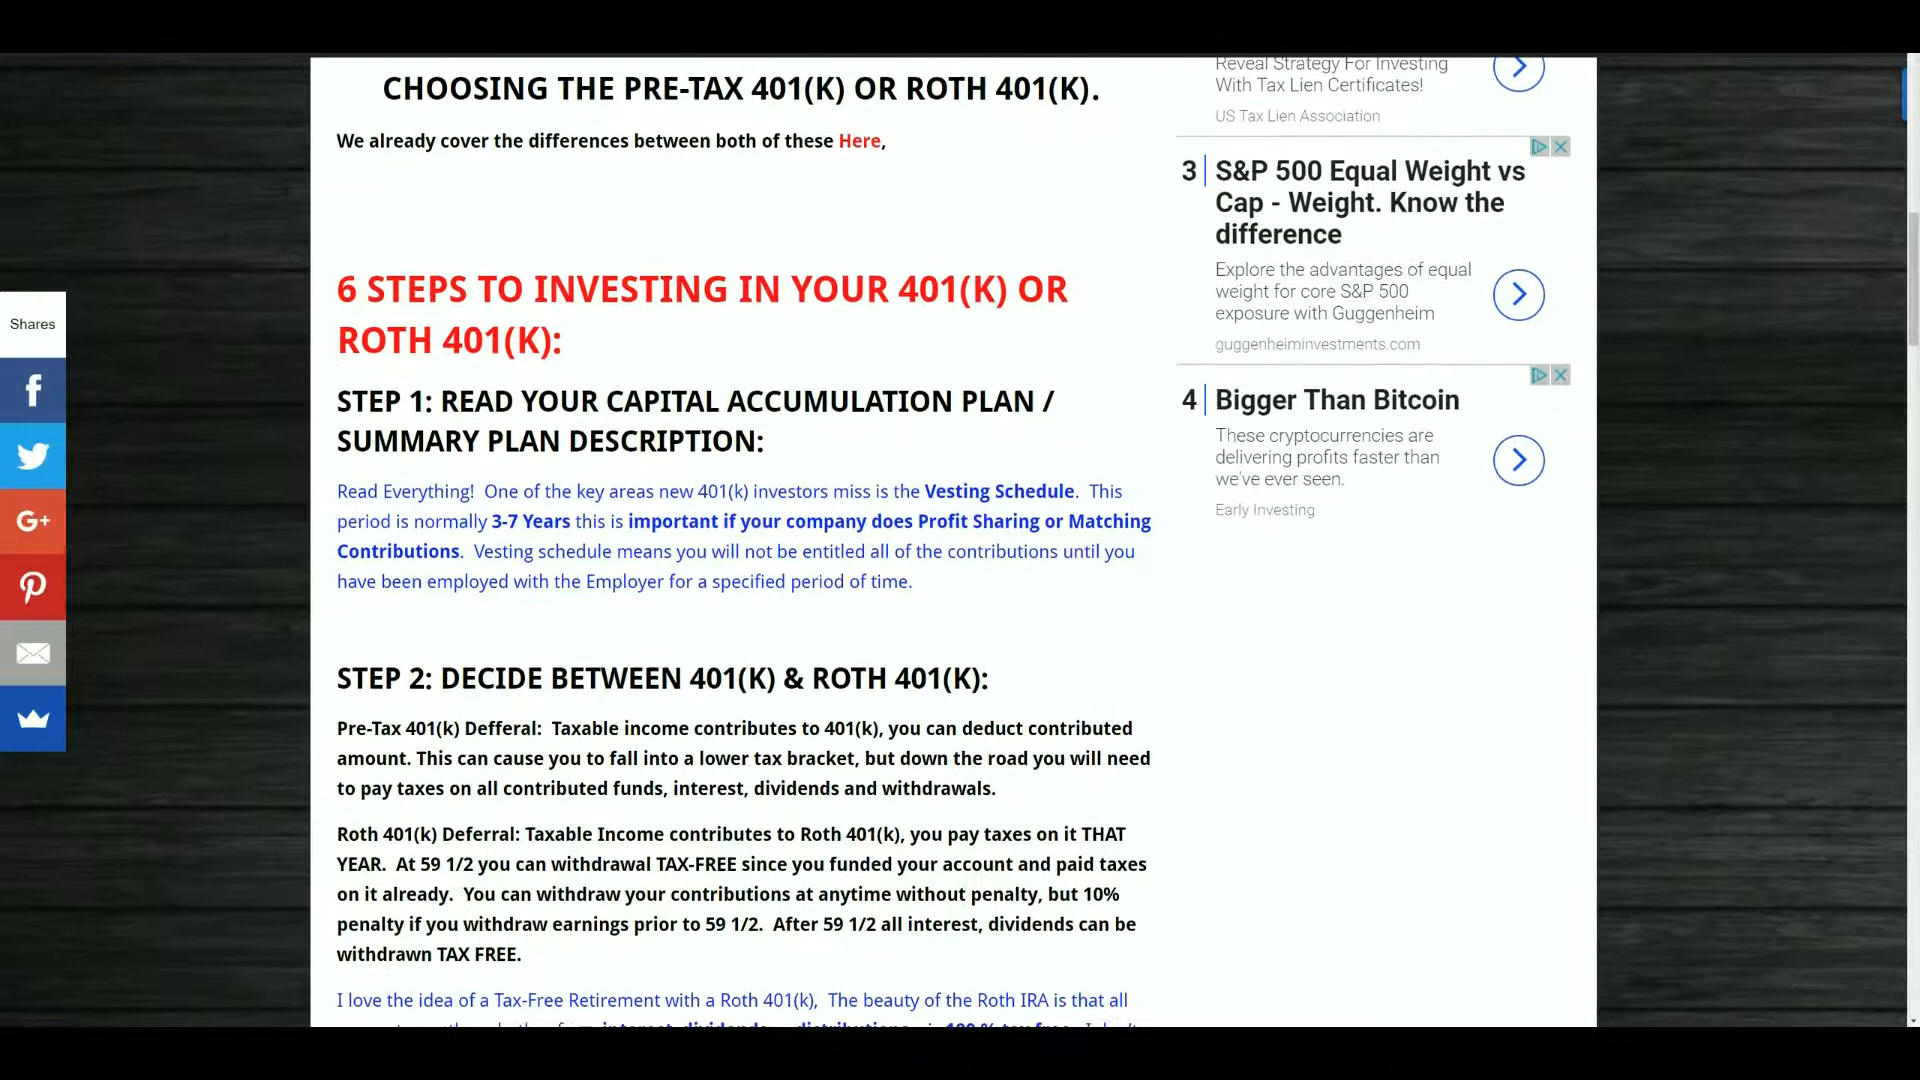 CHOOSING THE PRE-TAX 401(K) OR ROTH 401(K).
We already cover the differences between both of these Here,
6 STEPS TO INVESTING IN YOUR 401(K) OR
ROTH 401(K):
STEP 1: READ YOUR CAPITAL ACCUMULATION PLAN /
SUMMARY PLAN DESCRIPTION:
Read Everything!  One of the key areas new 401(k) investors miss is the Vesting Schedule.  This
period is normally 3-7 Years this is important if your company does Profit Sharing or Matching
Contributions.  Vesting schedule means you will not be entitled all of the contributions until you
have been employed with the Employer for a specified period of time.
STEP 2: DECIDE BETWEEN 401(K) & ROTH 401(K):
Pre-Tax 401(k) Defferal:  Taxable income contributes to 401(k), you can deduct contributed
amount. This can cause you to fall into a lower tax bracket, but down the road you will need
to pay taxes on all contributed funds, interest, dividends and withdrawals.
Roth 401(k) Deferral: Taxable Income contributes to Roth 401(k), you pay taxes on it THAT
YEAR.  At 59 1/2 you can withdrawal TAX-FREE since you funded your account and paid taxes
on it already.  You can withdraw your contributions at anytime without penalty, but 10%
penalty if you withdraw earnings prior to 59 1/2.  After 59 1/2 all interest, dividends can be
withdrawn TAX FREE.
I love the idea of a Tax-Free Retirement with a Roth 401(k),  The beauty of the Roth IRA is that all
Reveal Strategy For Investing
With Tax Lien Certificates!
US Tax Lien Association
3 S&P 500 Equal Weight vs
Cap - Weight. Know the
difference
Explore the advantages of equal
weight for core S&P 500
exposure with Guggenheim
guggenheiminvestments.com
4 Bigger Than Bitcoin
These cryptocurrencies are
delivering profits faster than
we've ever seen.
Early Investing
Shares
f
G+